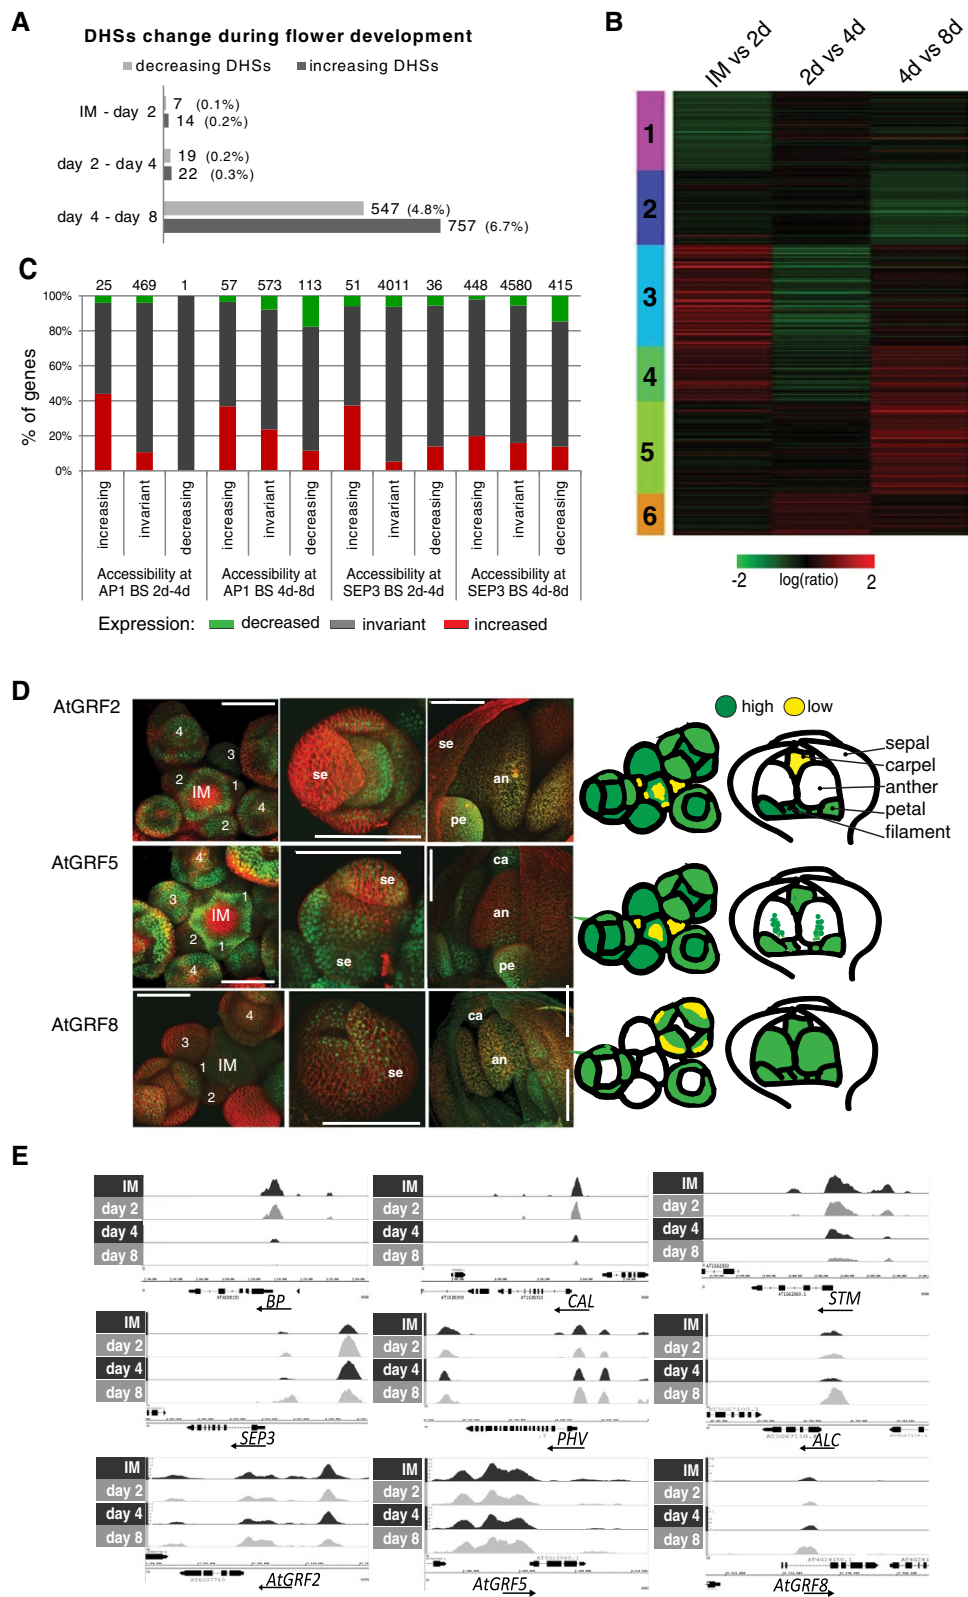 A
DHSs change during flower development
decreasing DHSs increasing DHSs
IM - day 2
7 (0.1%)
14 (0.2%)
day 2 - day 4
19 (0.2%)
22 (0.3%)
day 4 - day 8
547 (4.8%)
757 (6.7%)
B
IM vs 2d
2d vs 4d
4d vs 8d
1
2
3
4
5
6
-2 log(ratio) 2
C
25 469 1 57 573 113 51 4011 36 448 4580 415
100%
80%
60%
40%
20%
0%
% of genes
increasing invariant decreasing increasing invariant decreasing increasing invariant decreasing increasing invariant decreasing
Accessibility at AP1 BS 2d-4d
Accessibility at AP1 BS 4d-8d
Accessibility at SEP3 BS 2d-4d
Accessibility at SEP3 BS 4d-8d
Expression: decreased invariant increased
D
AtGRF2
4 3 2 1 IM 4 2
se
se an pe
high low
sepal
carpel
anther
petal
filament
AtGRF5
4 3 1 IM 2 1 4
se se
ca an pe
AtGRF8
4 3 1 IM 2
se
ca an
E
IM
day 2
day 4
day 8
BP
IM
day 2
day 4
day 8
CAL
IM
day 2
day 4
day 8
STM
IM
day 2
day 4
day 8
SEP3
IM
day 2
day 4
day 8
PHV
IM
day 2
day 4
day 8
ALC
IM
day 2
day 4
day 8
AtGRF2
IM
day 2
day 4
day 8
AtGRF5
IM
day 2
day 4
day 8
AtGRF8